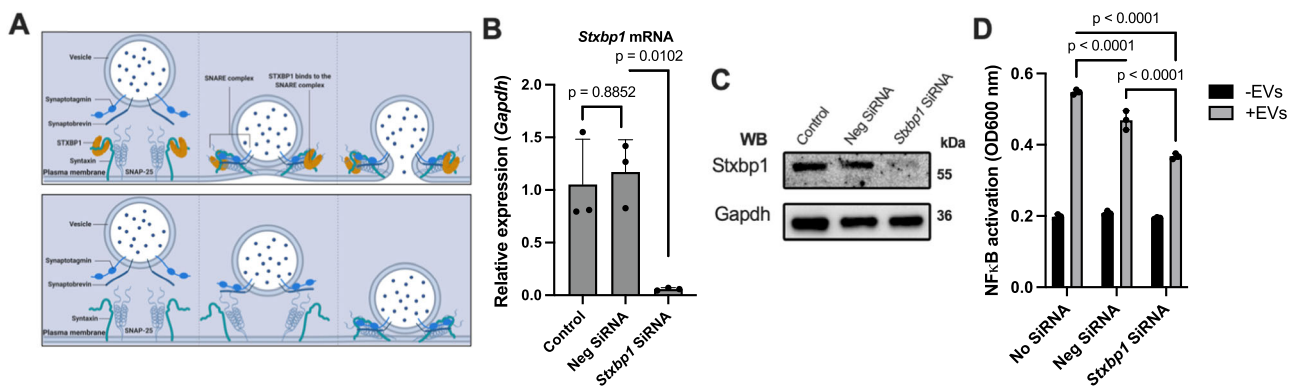 A
Vesicle
Synaptotagmin
Synaptobrevin
STXBP1
Syntaxin
Plasma membrane
SNAP-25
SNARE complex
STXBP1 binds to the
SNARE complex
Vesicle
Synaptotagmin
Synaptobrevin
Syntaxin
Plasma membrane
SNAP-25
B
Stxbp1 mRNA
p = 0.0102
p = 0.8852
Relative expression (Gapdh)
2.0
1.5
1.0
0.5
0.0
Control
Neg SiRNA
Stxbp1 SiRNA
C
WB
Control
Neg SiRNA
Stxbp1 SiRNA
kDa
Stxbp1
55
Gapdh
36
D
p < 0.0001
p < 0.0001
p < 0.0001
NFκB activation (OD600 nm)
0.6
0.4
0.2
0.0
No SiRNA
Neg SiRNA
Stxbp1 SiRNA
-EVs
+EVs